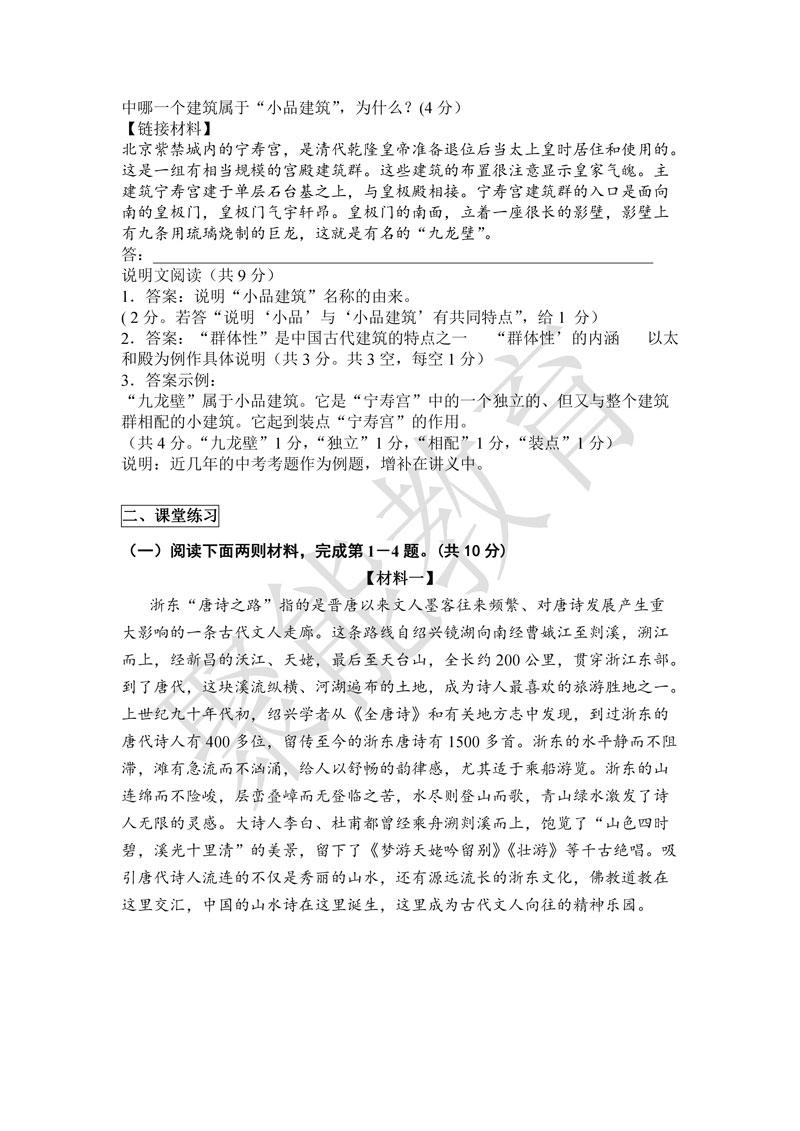 中哪一个建筑属于“小品建筑”，为什么？(4 分）
【链接材料】
北京紫禁城内的宁寿宫，是清代乾隆皇帝准备退位后当太上皇时居住和使用的。
这是一组有相当规模的宫殿建筑群。这些建筑的布置很注意显示皇家气魄。主
建筑宁寿宫建于单层石台基之上，与皇极殿相接。宁寿宫建筑群的入口是面向
南的皇极门，皇极门气宇轩昂。皇极门的南面，立着一座很长的影壁，影壁上
有九条用琉璃烧制的巨龙，这就是有名的“九龙壁”。
答：
说明文阅读（共 9 分）
1．答案：说明“小品建筑”名称的由来。
( 2 分。若答“说明‘小品’与‘小品建筑’有共同特点”，给 1 分）
2．答案：“群体性”是中国古代建筑的特点之一 “群体性’的内涵 以太
和殿为例作具体说明（共 3 分。共 3 空，每空 1 分）
3．答案示例：
“九龙壁”属于小品建筑。它是“宁寿宫”中的一个独立的、但又与整个建筑
群相配的小建筑。它起到装点“宁寿宫”的作用。
（共 4 分。“九龙壁”1 分，“独立”1 分，“相配”1 分，“装点”1 分）
说明：近几年的中考考题作为例题，增补在讲义中。
二、课堂练习
（一）阅读下面两则材料，完成第 1－4 题。(共 10 分)
【材料一】
浙东“唐诗之路”指的是晋唐以来文人墨客往来频繁、对唐诗发展产生重
大影响的一条古代文人走廊。这条路线自绍兴镜湖向南经曹娥江至剡溪，溯江
而上，经新昌的沃江、天姥，最后至天台山，全长约 200 公里，贯穿浙江东部。
到了唐代，这块溪流纵横、河湖遍布的土地，成为诗人最喜欢的旅游胜地之一。
上世纪九十年代初，绍兴学者从《全唐诗》和有关地方志中发现，到过浙东的
唐代诗人有 400 多位，留传至今的浙东唐诗有 1500 多首。浙东的水平静而不阻
滞，滩有急流而不汹涌，给人以舒畅的韵律感，尤其适于乘船游览。浙东的山
连绵而不险峻，层峦叠嶂而无登临之苦，水尽则登山而歌，青山绿水激发了诗
人无限的灵感。大诗人李白、杜甫都曾经乘舟溯剡溪而上，饱览了“山色四时
碧，溪光十里清”的美景，留下了《梦游天姥吟留别》《壮游》等千古绝唱。吸
引唐代诗人流连的不仅是秀丽的山水，还有源远流长的浙东文化，佛教道教在
这里交汇，中国的山水诗在这里诞生，这里成为古代文人向往的精神乐园。
聚能教育